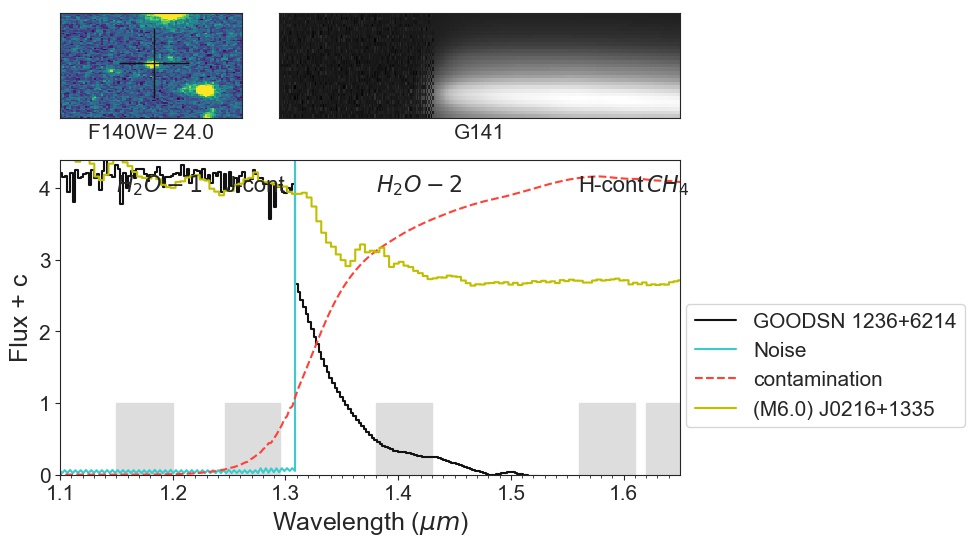 F140W= 24.0
G141
H₂O − 1
J-cont
H₂O − 2
H-cont
CH₄
Flux + c
4
3
2
1
0
1.1
1.2
1.3
1.4
1.5
1.6
Wavelength (μm)
GOODSN 1236+6214
Noise
contamination
(M6.0) J0216+1335